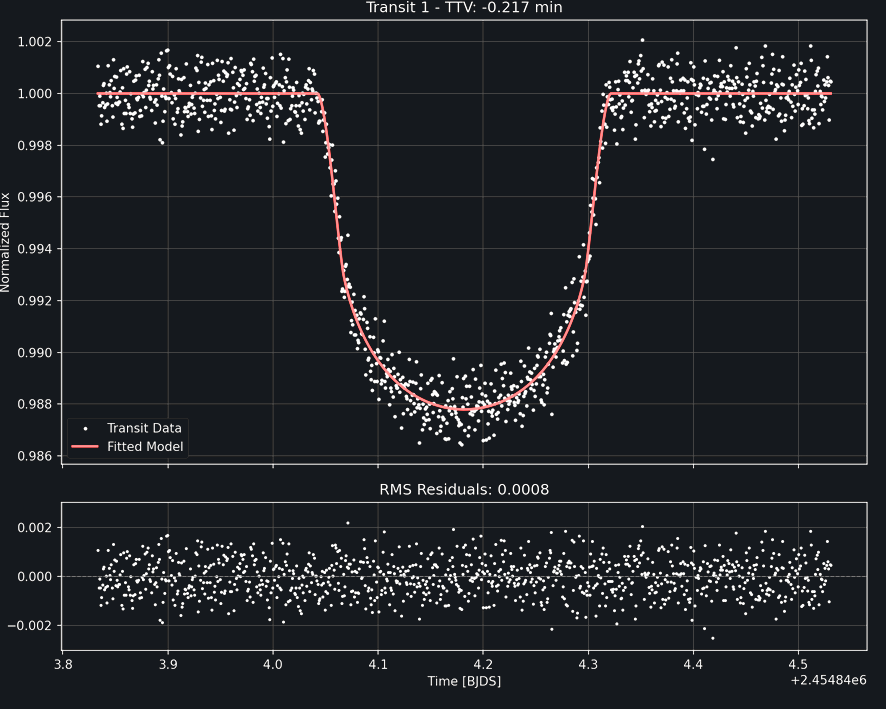 Transit 1 - TTV: -0.217 min
1.002
1.000
0.998
0.996
0.994
0.992
0.990
0.988
0.986
Normalized Flux
Transit Data
Fitted Model
RMS Residuals: 0.0008
0.002
0.000
−0.002
3.8 3.9 4.0 4.1 4.2 4.3 4.4 4.5
Time [BJDS]
+2.45484e6